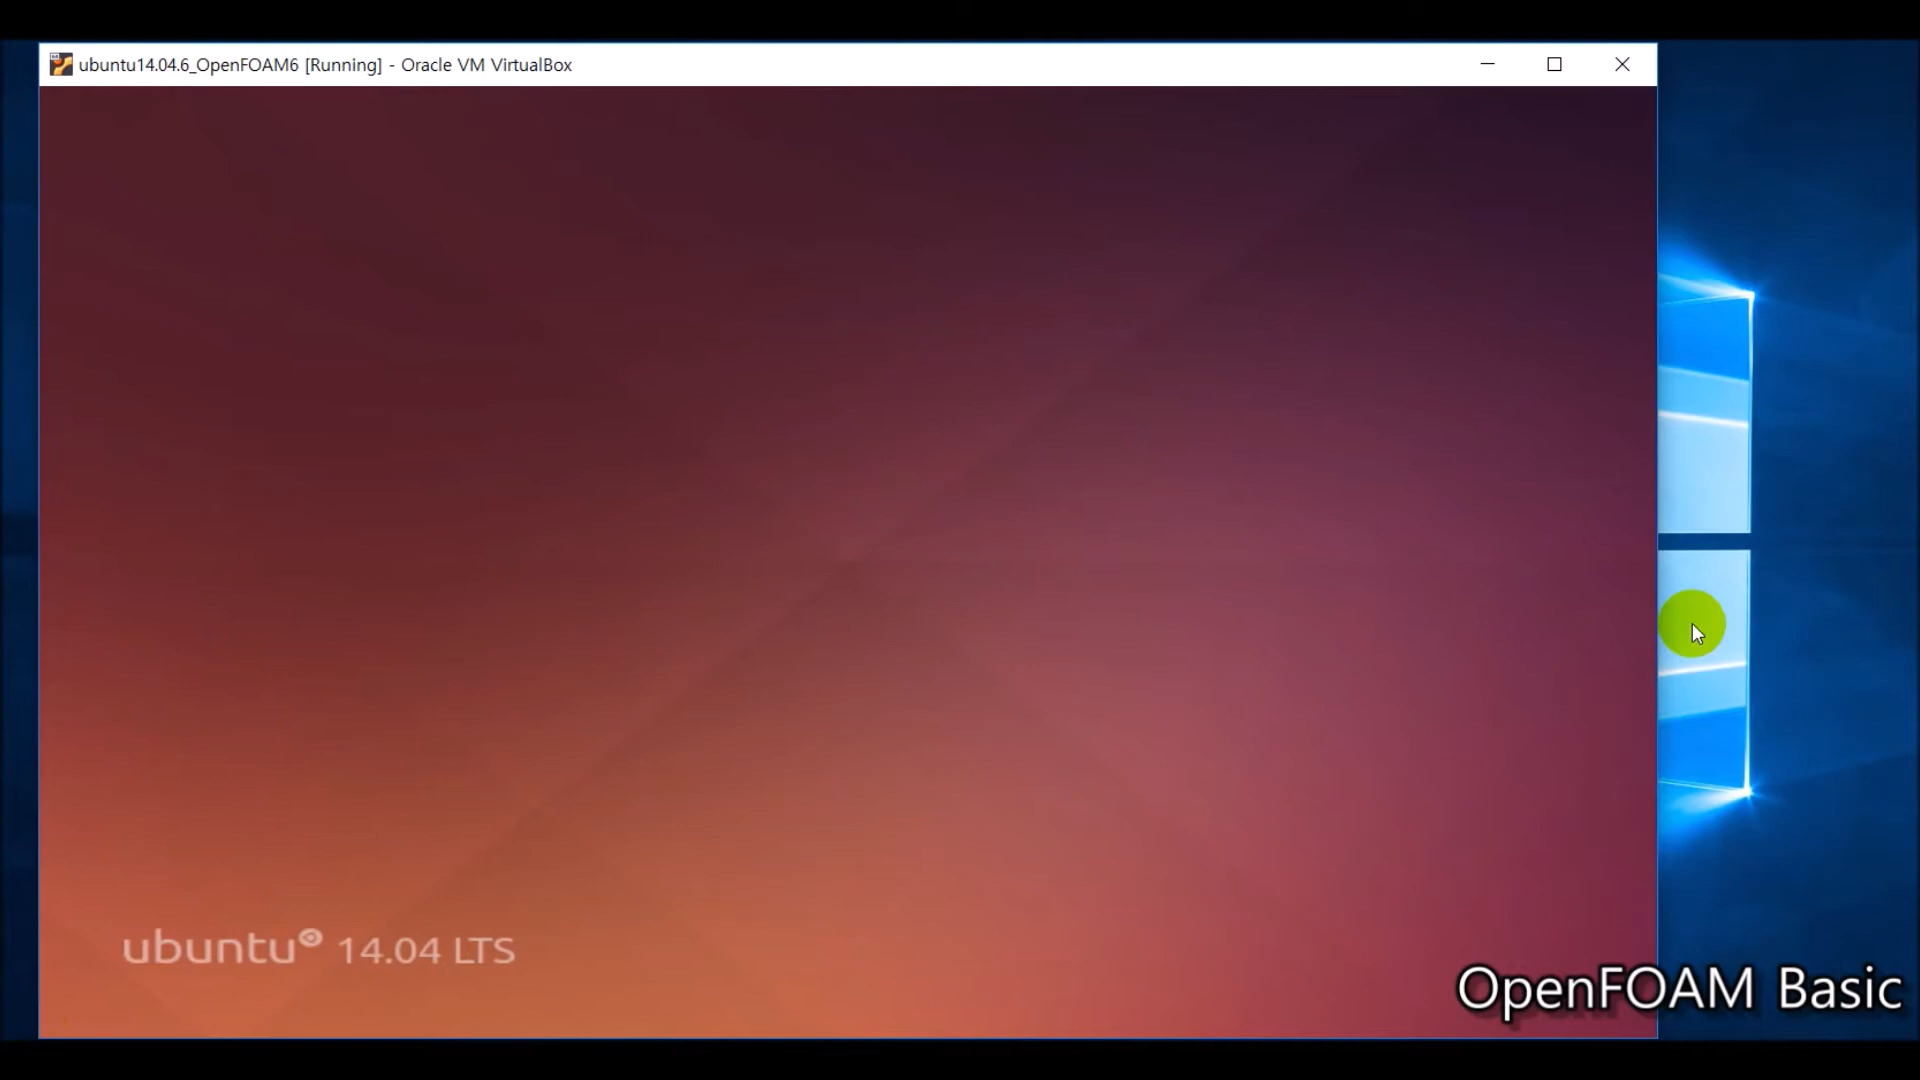 ubuntu14.04.6_OpenFOAM6 [Running] - Oracle VM VirtualBox
ubuntu 14.04 LTS
OpenFOAM Basic